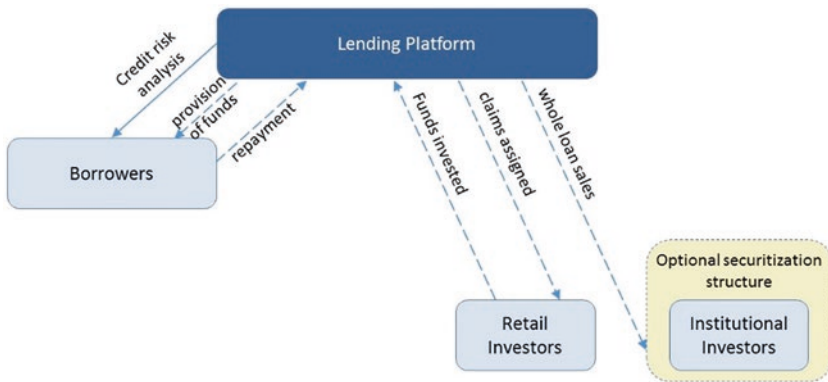 Lending Platform
Credit risk
analysis
provision
of funds
repayment
Funds invested
claims assigned
whole loan sales
Borrowers
Optional securitization
structure
Retail
Investors
Institutional
Investors